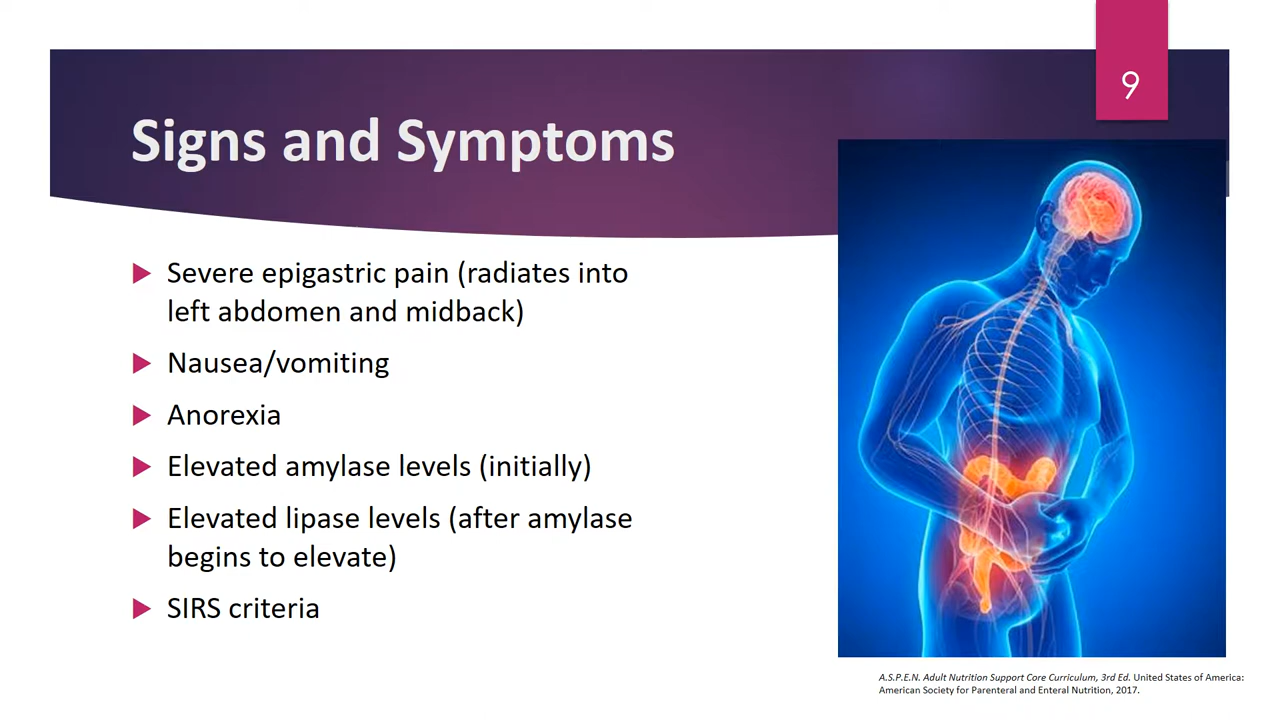 9
Signs and Symptoms
Severe epigastric pain (radiates into
left abdomen and midback)
Nausea/vomiting
Anorexia
Elevated amylase levels (initially)
Elevated lipase levels (after amylase
begins to elevate)
SIRS criteria
A.S.P.E.N. Adult Nutrition Support Core Curriculum, 3rd Ed. United States of America:
American Society for Parenteral and Enteral Nutrition, 2017.